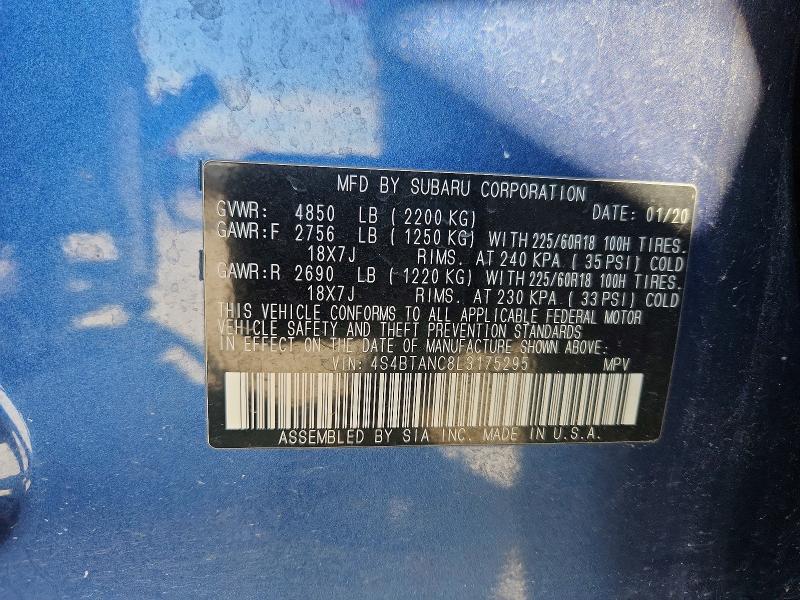 MFD BY SUBARU CORPORATION
GVWR: 4850 LB ( 2200 KG) DATE: 01/20
GAWR:F 2756 LB ( 1250 KG) WITH 225/60R18 100H TIRES.
18X7J RIMS. AT 240 KPA ( 35 PSI) COLD
GAWR:R 2690 LB ( 1220 KG) WITH 225/60R18 100H TIRES.
18X7J RIMS. AT 230 KPA ( 33 PSI) COLD
THIS VEHICLE CONFORMS TO ALL APPLICABLE FEDERAL MOTOR
VEHICLE SAFETY AND THEFT PREVENTION STANDARDS
IN EFFECT ON THE DATE OF MANUFACTURE SHOWN ABOVE.
VIN: 4S4BTANC8L3175295 MPV
ASSEMBLED BY SIA INC. MADE IN U.S.A.